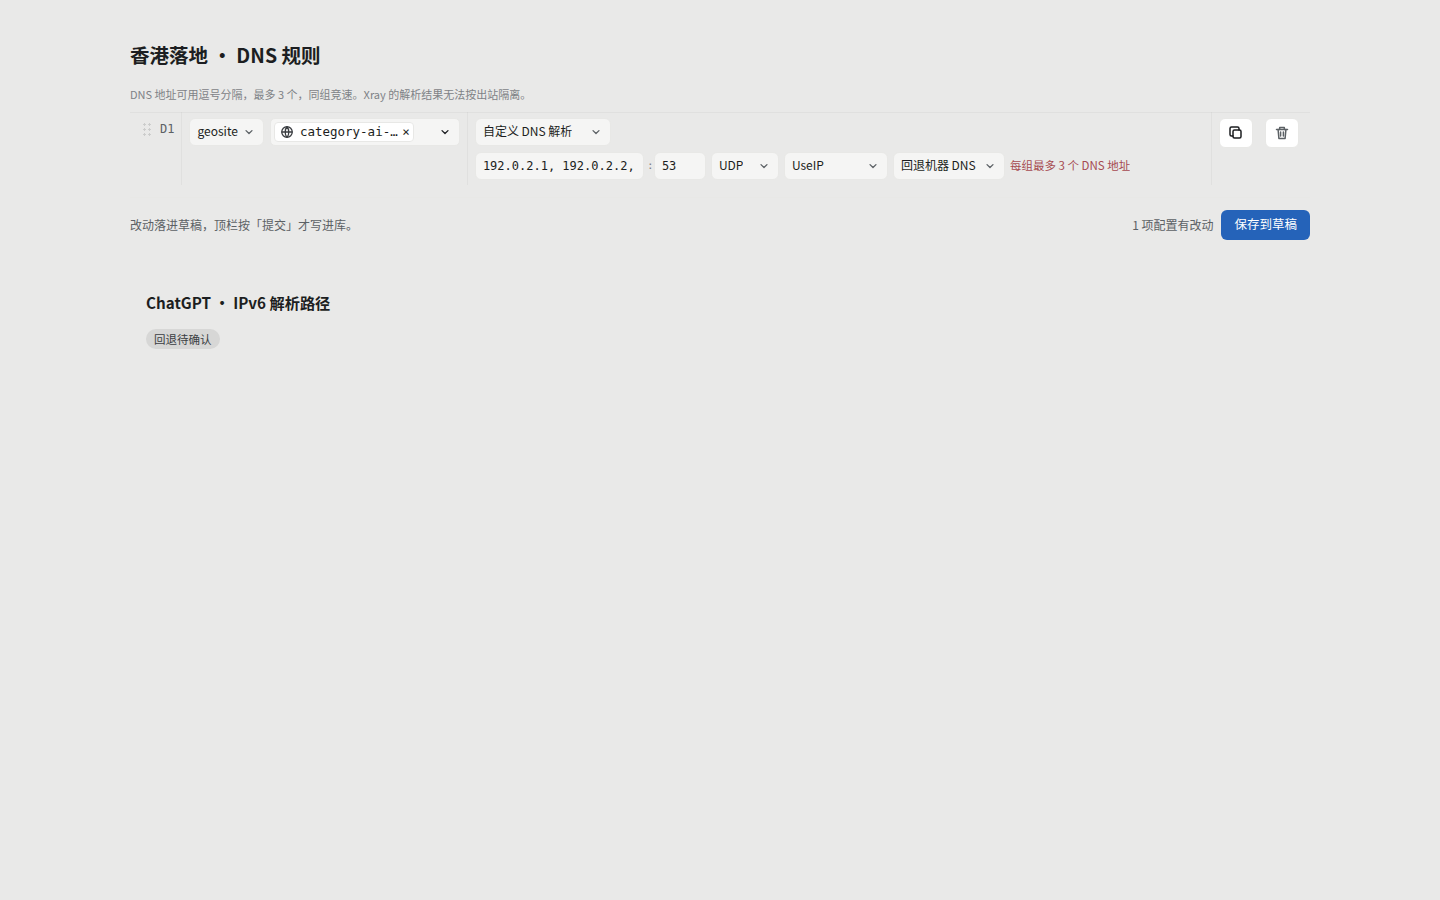 香港落地 • DNS 规则
DNS 地址可用逗号分隔，最多 3 个，同组竞速。Xray 的解析结果无法按出站隔离。
D1 geosite category-ai-… × 自定义 DNS 解析
192.0.2.1, 192.0.2.2, : 53 UDP UseIP 回退机器 DNS 每组最多 3 个 DNS 地址
改动落进草稿，顶栏按「提交」才写进库。 1 项配置有改动 保存到草稿
ChatGPT • IPv6 解析路径
回退待确认